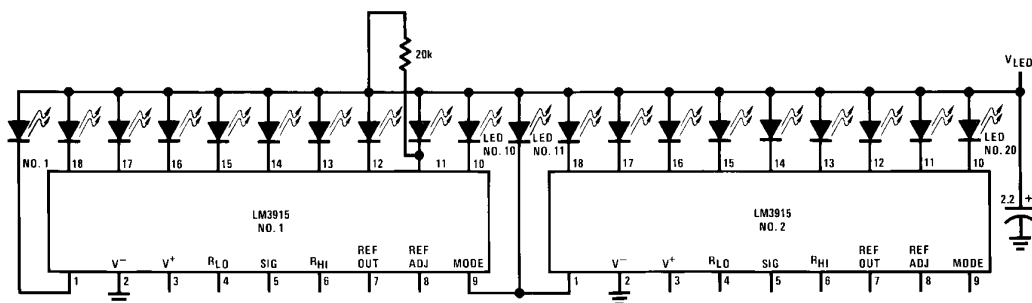 20k
V LED
NO. 1 18 17 16 15 14 13 12 11 LED NO. 10 10 LED NO. 11 18 17 16 15 14 13 12 11 LED NO. 20 10
2.2 +
LM3915 NO. 1
LM3915 NO. 2
V− V+ RLO SIG RHI REF OUT REF ADJ MODE
V− V+ RLO SIG RHI REF OUT REF ADJ MODE
1 2 3 4 5 6 7 8 9
1 2 3 4 5 6 7 8 9